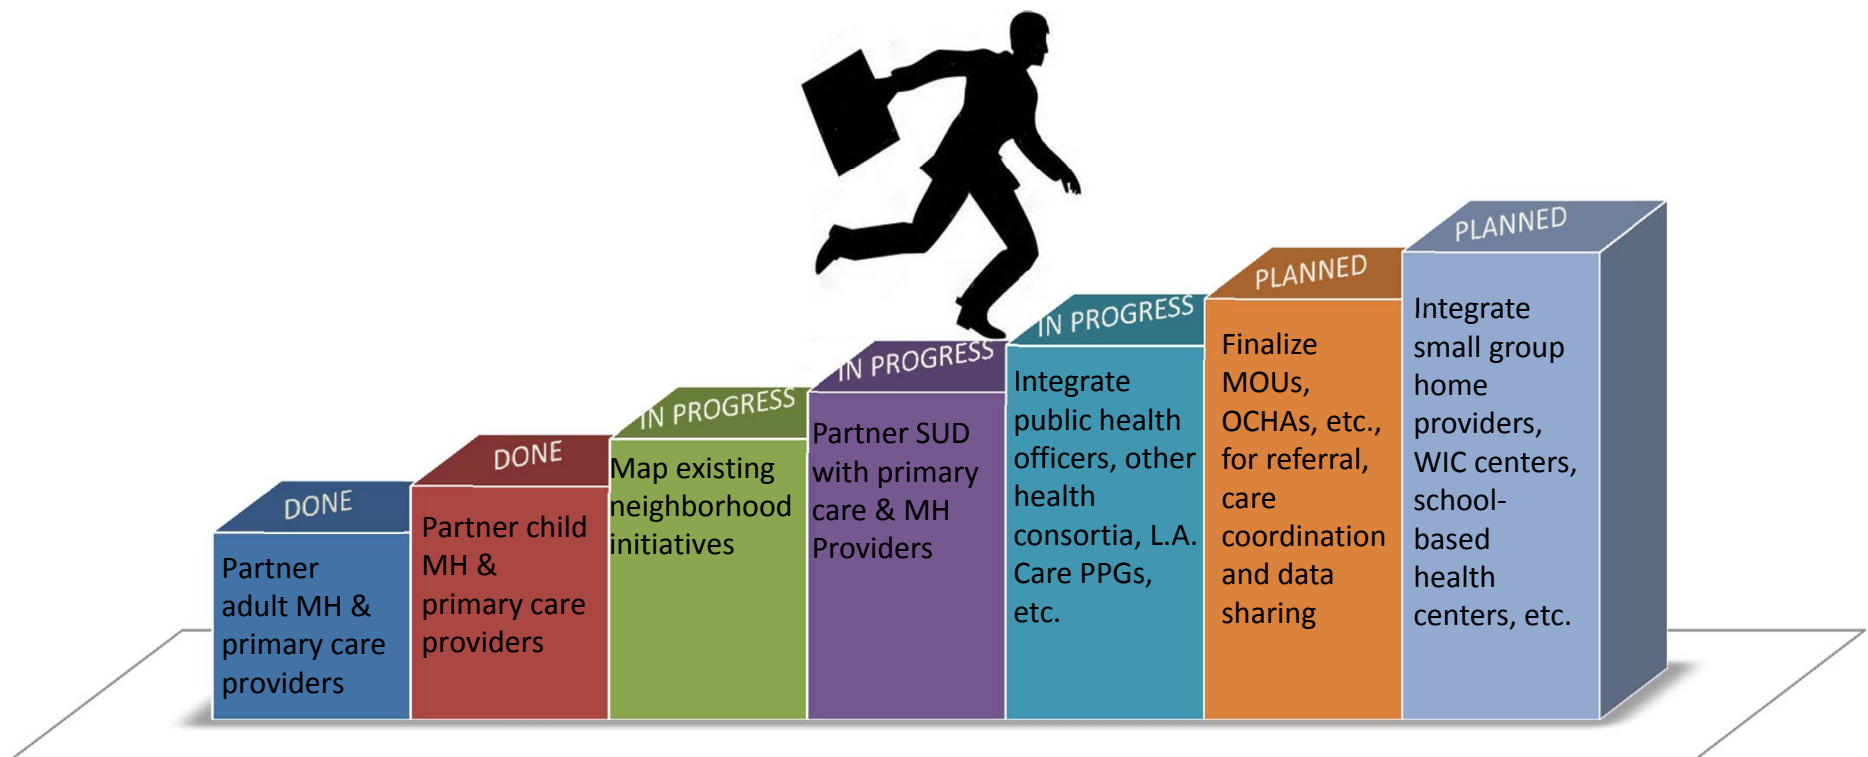 DONE
Partner
adult MH &
primary care
providers
DONE
Partner child
MH &
primary care
providers
IN PROGRESS
Map existing
neighborhood
initiatives
IN PROGRESS
Partner SUD
with primary
care & MH
Providers
IN PROGRESS
Integrate
public health
officers, other
health
consortia, L.A.
Care PPGs,
etc.
PLANNED
Finalize
MOUs,
OCHAs, etc.,
for referral,
care
coordination
and data
sharing
PLANNED
Integrate
small group
home
providers,
WIC centers,
school-
based
health
centers, etc.